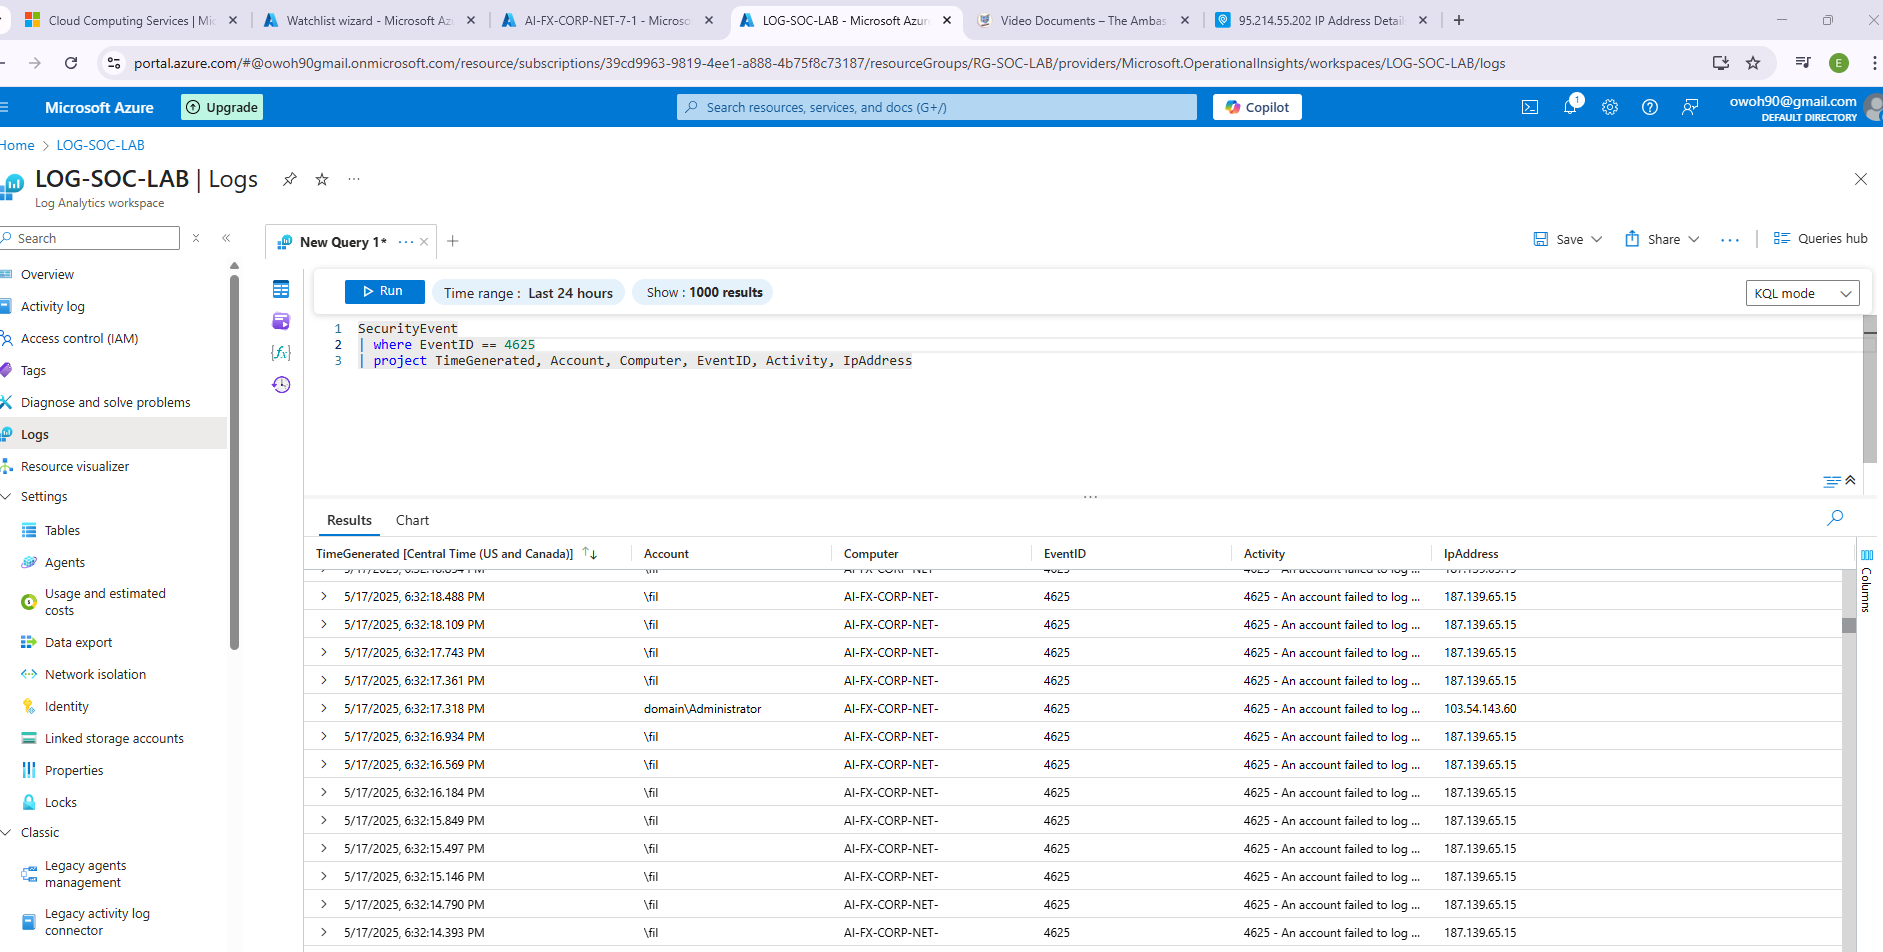 Cloud Computing Services | Mic
Watchlist wizard - Microsoft Az
AI-FX-CORP-NET-7-1 - Microso
LOG-SOC-LAB - Microsoft Azur
Video Documents – The Ambas
95.214.55.202 IP Address Detail
portal.azure.com/#@owoh90gmail.onmicrosoft.com/resource/subscriptions/39cd9963-9819-4ee1-a888-4b75f8c73187/resourceGroups/RG-SOC-LAB/providers/Microsoft.OperationalInsights/workspaces/LOG-SOC-LAB/logs
E
Microsoft Azure
Upgrade
Search resources, services, and docs (G+/)
Copilot
1
owoh90@gmail.com
DEFAULT DIRECTORY
Home > LOG-SOC-LAB
LOG-SOC-LAB | Logs
Log Analytics workspace
Search
Overview
Activity log
Access control (IAM)
Tags
Diagnose and solve problems
Logs
Resource visualizer
Settings
Tables
Agents
Usage and estimated
costs
Data export
Network isolation
Identity
Linked storage accounts
Properties
Locks
Classic
Legacy agents
management
Legacy activity log
connector
New Query 1*
Save
Share
Queries hub
Run
Time range : Last 24 hours
Show : 1000 results
KQL mode
1 SecurityEvent
2 | where EventID == 4625
3 | project TimeGenerated, Account, Computer, EventID, Activity, IpAddress
Results
Chart
TimeGenerated [Central Time (US and Canada)] Account Computer EventID Activity IpAddress
Columns
5/17/2025, 6:32:18.488 PM \fil AI-FX-CORP-NET- 4625 4625 - An account failed to log ... 187.139.65.15
5/17/2025, 6:32:18.109 PM \fil AI-FX-CORP-NET- 4625 4625 - An account failed to log ... 187.139.65.15
5/17/2025, 6:32:17.743 PM \fil AI-FX-CORP-NET- 4625 4625 - An account failed to log ... 187.139.65.15
5/17/2025, 6:32:17.361 PM \fil AI-FX-CORP-NET- 4625 4625 - An account failed to log ... 187.139.65.15
5/17/2025, 6:32:17.318 PM domain\Administrator AI-FX-CORP-NET- 4625 4625 - An account failed to log ... 103.54.143.60
5/17/2025, 6:32:16.934 PM \fil AI-FX-CORP-NET- 4625 4625 - An account failed to log ... 187.139.65.15
5/17/2025, 6:32:16.569 PM \fil AI-FX-CORP-NET- 4625 4625 - An account failed to log ... 187.139.65.15
5/17/2025, 6:32:16.184 PM \fil AI-FX-CORP-NET- 4625 4625 - An account failed to log ... 187.139.65.15
5/17/2025, 6:32:15.849 PM \fil AI-FX-CORP-NET- 4625 4625 - An account failed to log ... 187.139.65.15
5/17/2025, 6:32:15.497 PM \fil AI-FX-CORP-NET- 4625 4625 - An account failed to log ... 187.139.65.15
5/17/2025, 6:32:15.146 PM \fil AI-FX-CORP-NET- 4625 4625 - An account failed to log ... 187.139.65.15
5/17/2025, 6:32:14.790 PM \fil AI-FX-CORP-NET- 4625 4625 - An account failed to log ... 187.139.65.15
5/17/2025, 6:32:14.393 PM \fil AI-FX-CORP-NET- 4625 4625 - An account failed to log ... 187.139.65.15